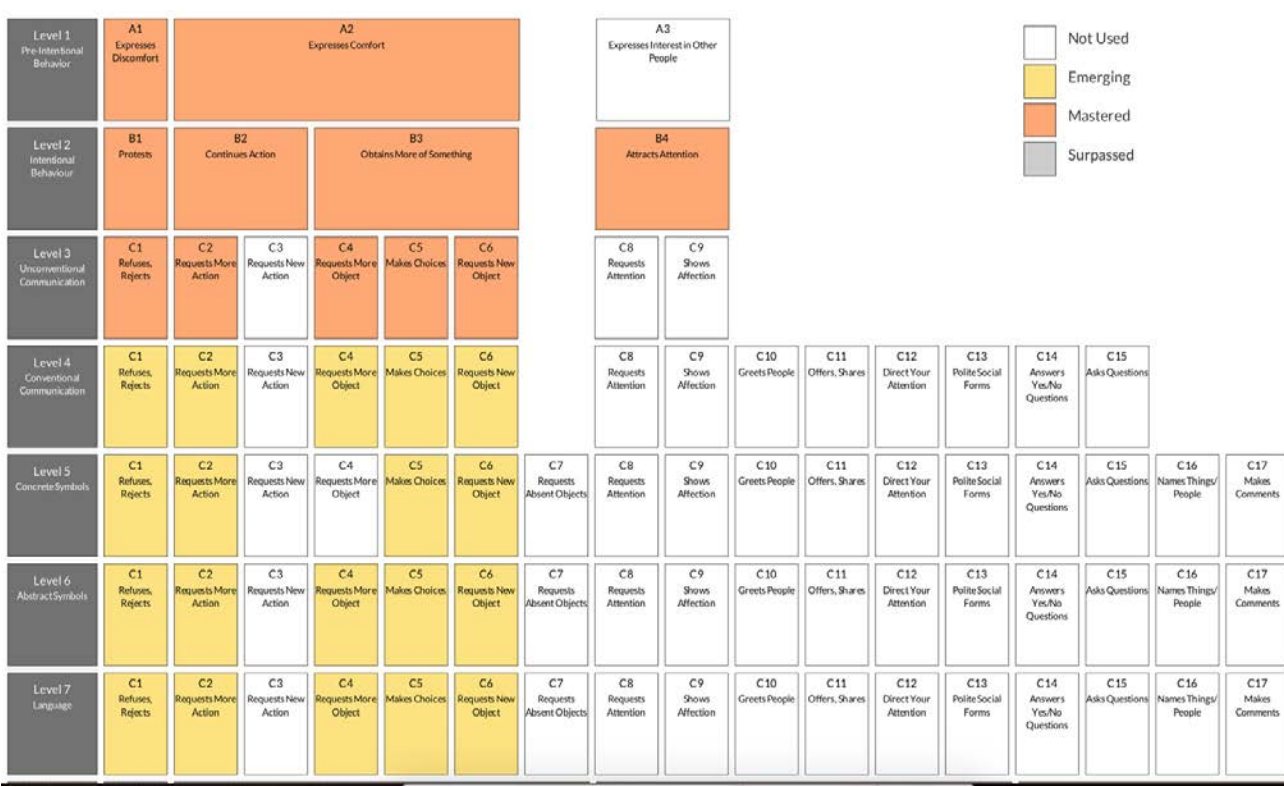 Level 1
Pre-Intentional
Behavior
A1
Expresses
Discomfort
A2
Expresses Comfort
A3
Expresses Interest in Other
People
Not Used
Emerging
Mastered
Surpassed
Level 2
Intentional
Behaviour
B1
Protests
B2
Continues Action
B3
Obtains More of Something
B4
Attracts Attention
Level 3
Unconventional
Communication
C1
Refuses,
Rejects
C2
Requests More
Action
C3
Requests New
Action
C4
Requests More
Object
C5
Makes Choices
C6
Requests New
Object
C8
Requests
Attention
C9
Shows
Affection
Level 4
Conventional
Communication
C1
Refuses,
Rejects
C2
Requests More
Action
C3
Requests New
Action
C4
Requests More
Object
C5
Makes Choices
C6
Requests New
Object
C8
Requests
Attention
C9
Shows
Affection
C10
Greets People
C11
Offers, Shares
C12
Direct Your
Attention
C13
Polite Social
Forms
C14
Answers
Yes/No
Questions
C15
Asks Questions
Level 5
Concrete Symbols
C1
Refuses,
Rejects
C2
Requests More
Action
C3
Requests New
Action
C4
Requests More
Object
C5
Makes Choices
C6
Requests New
Object
C7
Requests
Absent Objects
C8
Requests
Attention
C9
Shows
Affection
C10
Greets People
C11
Offers, Shares
C12
Direct Your
Attention
C13
Polite Social
Forms
C14
Answers
Yes/No
Questions
C15
Asks Questions
C16
Names Things/
People
C17
Makes
Comments
Level 6
Abstract Symbols
C1
Refuses,
Rejects
C2
Requests More
Action
C3
Requests New
Action
C4
Requests More
Object
C5
Makes Choices
C6
Requests New
Object
C7
Requests
Absent Objects
C8
Requests
Attention
C9
Shows
Affection
C10
Greets People
C11
Offers, Shares
C12
Direct Your
Attention
C13
Polite Social
Forms
C14
Answers
Yes/No
Questions
C15
Asks Questions
C16
Names Things/
People
C17
Makes
Comments
Level 7
Language
C1
Refuses,
Rejects
C2
Requests More
Action
C3
Requests New
Action
C4
Requests More
Object
C5
Makes Choices
C6
Requests New
Object
C7
Requests
Absent Objects
C8
Requests
Attention
C9
Shows
Affection
C10
Greets People
C11
Offers, Shares
C12
Direct Your
Attention
C13
Polite Social
Forms
C14
Answers
Yes/No
Questions
C15
Asks Questions
C16
Names Things/
People
C17
Makes
Comments